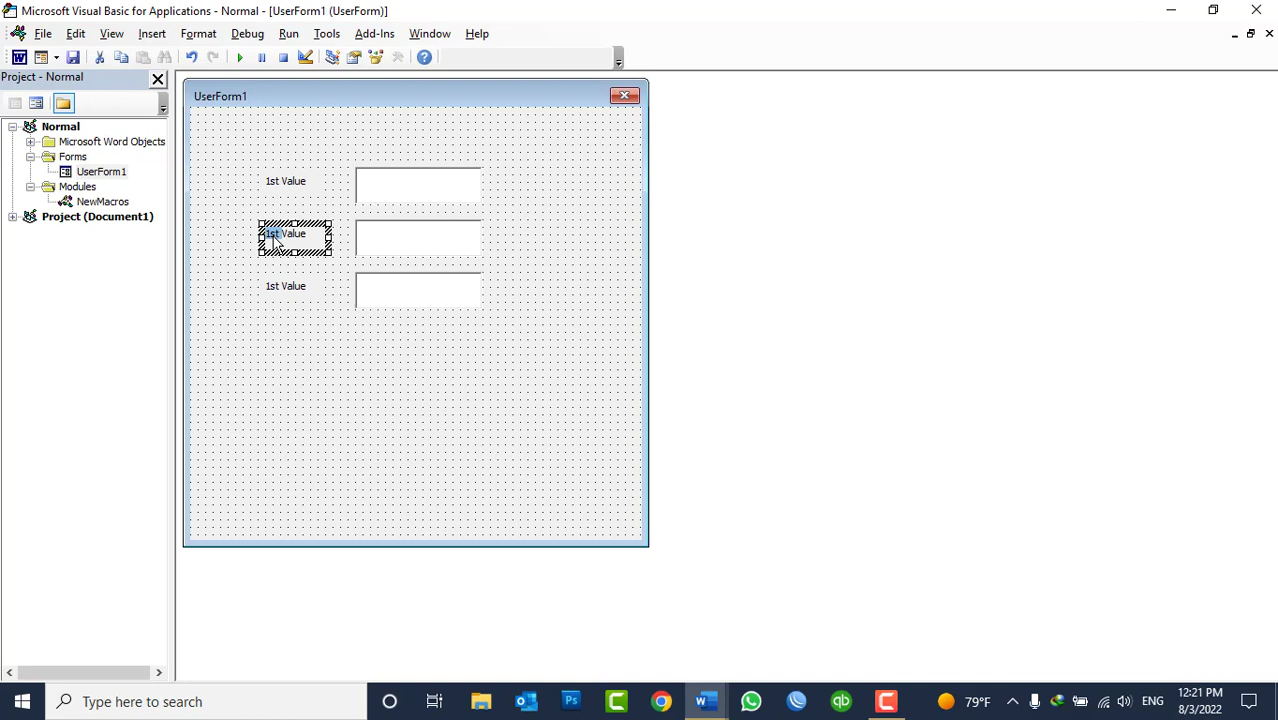 Microsoft Visual Basic for Applications - Normal - [UserForm1 (UserForm)]
File Edit View Insert Format Debug Run Tools Add-Ins Window Help
Project - Normal
Normal
Microsoft Word Objects
Forms
UserForm1
Modules
NewMacros
Project (Document1)
UserForm1
1st Value
1st Value
1st Value
Type here to search
Ps
qb
79°F
ENG
12:21 PM
8/3/2022